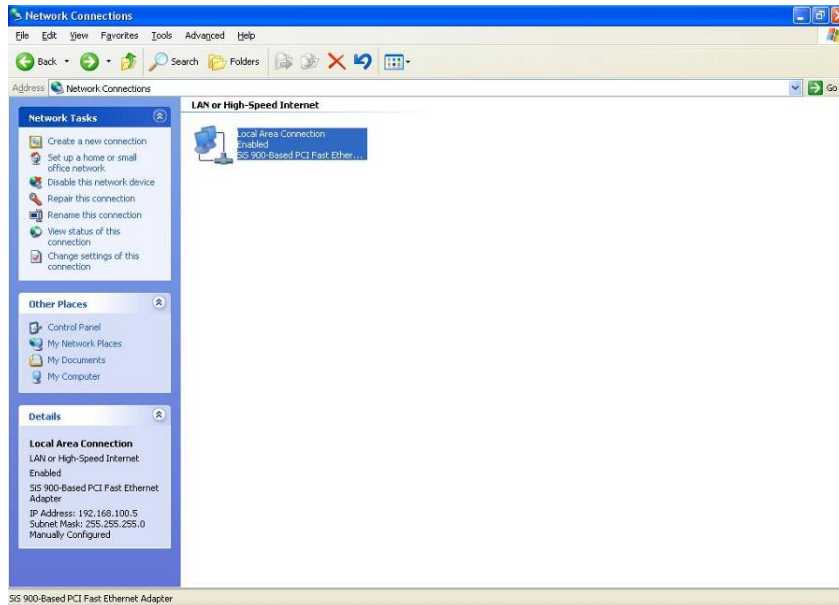 Network Connections
File Edit View Favorites Tools Advanced Help
Back Search Folders
Address Network Connections Go
Network Tasks
Create a new connection
Set up a home or small
office network
Disable this network device
Repair this connection
Rename this connection
View status of this
connection
Change settings of this
connection
Other Places
Control Panel
My Network Places
My Documents
My Computer
Details
Local Area Connection
LAN or High-Speed Internet
Enabled
SiS 900-Based PCI Fast Ethernet
Adapter
IP Address: 192.168.100.5
Subnet Mask: 255.255.255.0
Manually Configured
LAN or High-Speed Internet
Local Area Connection
Enabled
SiS 900-Based PCI Fast Ether...
SiS 900-Based PCI Fast Ethernet Adapter